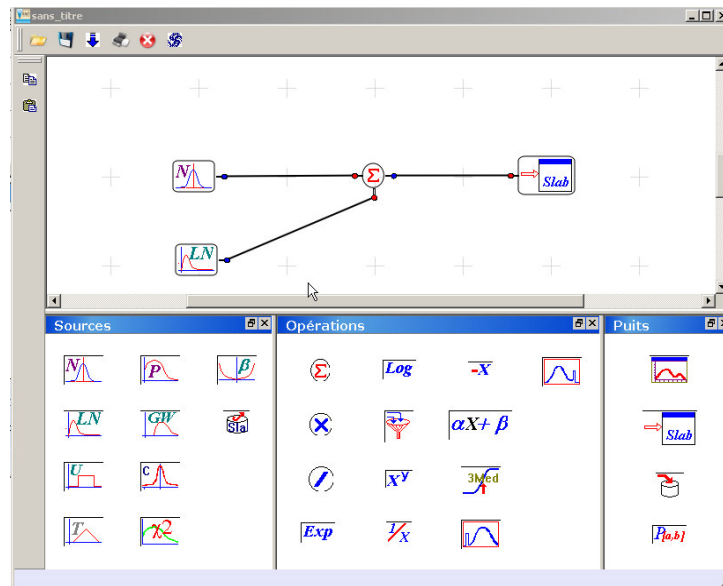 sans_titre
N
Σ
Slab
LN
Sources
Opérations
Puits
N P β
Log -X
LN GW Sla
αX+ β
Slab
U C
X^y 3Med
T χ2
Exp 1/X
P[a,b]